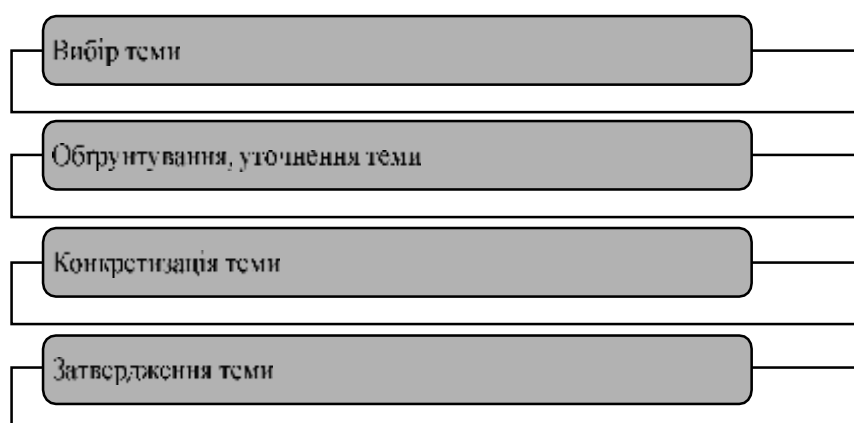 Вибір теми
Обґрунтування, уточнення теми
Конкретизація теми
Затвердження теми